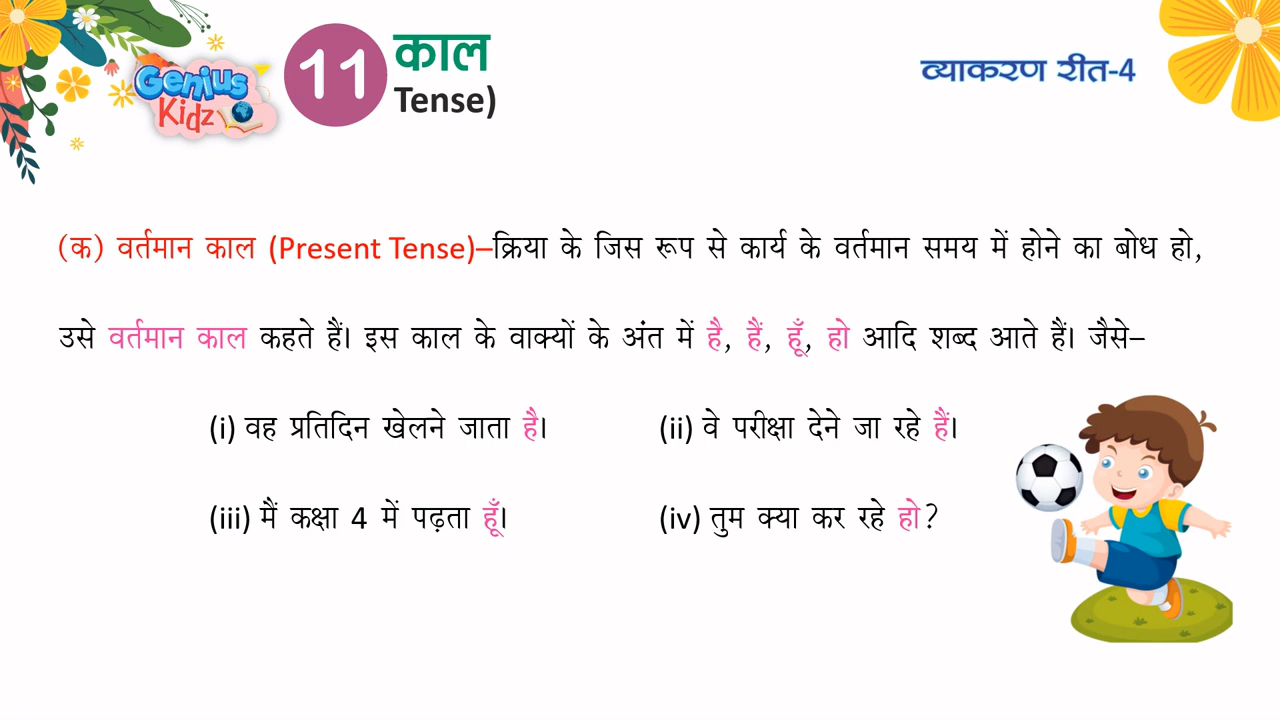 Genius
Kidz
11
काल
Tense)
व्याकरण रीत-4
(क) वर्तमान काल (Present Tense)–क्रिया के जिस रूप से कार्य के वर्तमान समय में होने का बोध हो,
उसे वर्तमान काल कहते हैं। इस काल के वाक्यों के अंत में है, हैं, हूँ, हो आदि शब्द आते हैं। जैसे–
(i) वह प्रतिदिन खेलने जाता है।
(ii) वे परीक्षा देने जा रहे हैं।
(iii) मैं कक्षा 4 में पढ़ता हूँ।
(iv) तुम क्या कर रहे हो?